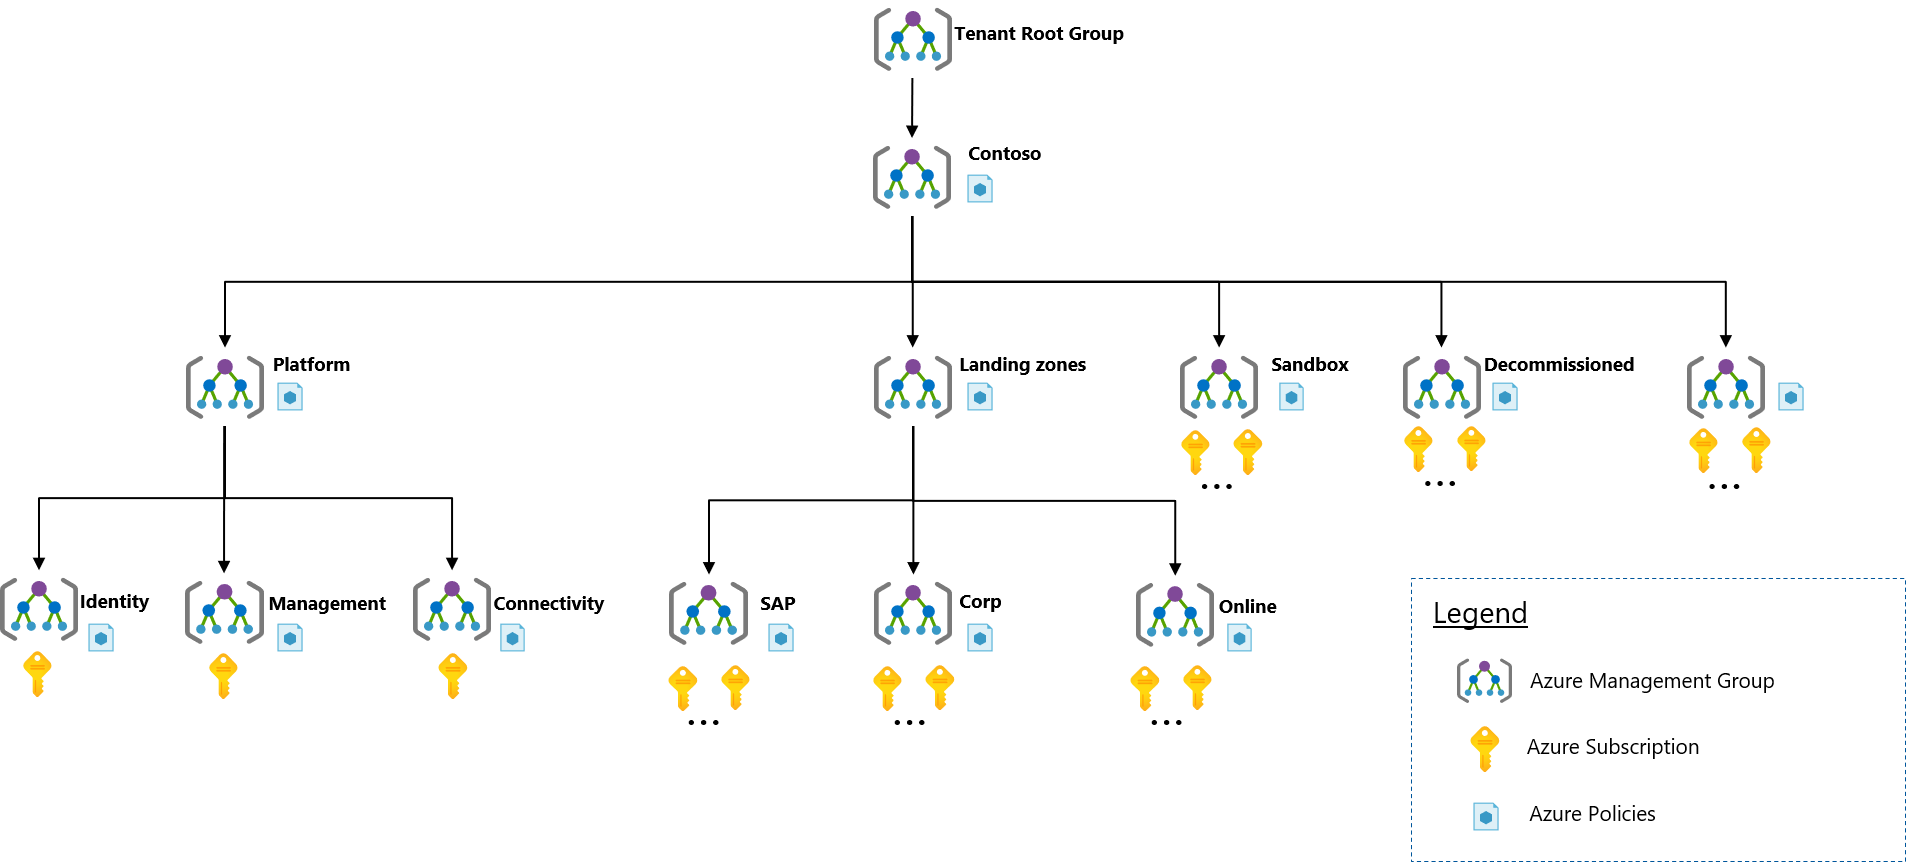 Tenant Root Group
Contoso
Platform
Landing zones
Sandbox
Decommissioned
...
...
...
Identity
Management
Connectivity
SAP
Corp
Online
...
...
...
Legend
Azure Management Group
Azure Subscription
Azure Policies